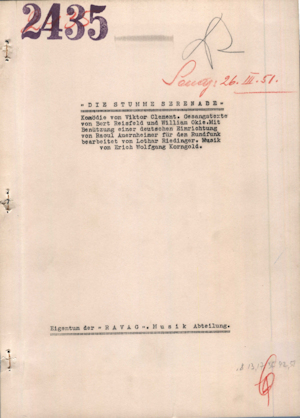 2435
Sendg: 26. III. 51.
- DIE STUMME SERENADE -
Komödie von Viktor Clement. Gesangstexte
von Bert Reisfeld und William Okie. Mit
Benützung einer deutschen Einrichtung
von Raoul Auernheimer für den Rundfunk
bearbeitet von Lothar Riedinger. Musik
von Erich Wolfgang Korngold.
Eigentum der - RAVAG -. Musik Abteilung.